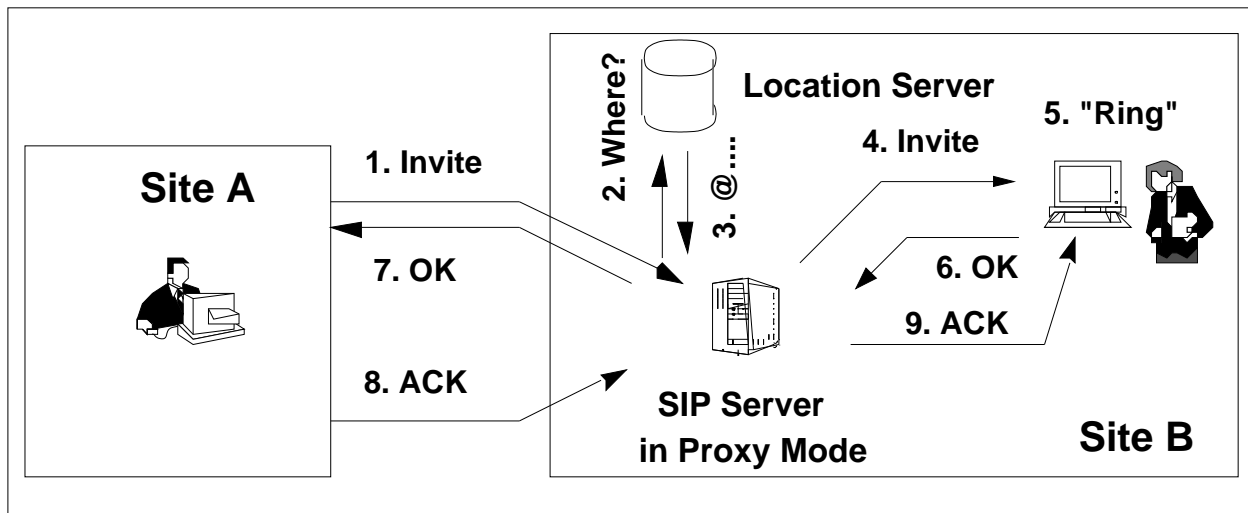 Site A
1. Invite
2. Where?
3. @....
Location Server
4. Invite
5. "Ring"
6. OK
7. OK
8. ACK
9. ACK
SIP Server
in Proxy Mode
Site B